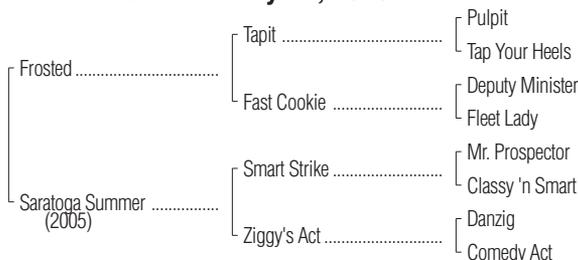 Pulpit
Tapit ........................................
Tap Your Heels
Frosted ...................................
Deputy Minister
Fast Cookie ...........................
Fleet Lady
Mr. Prospector
Smart Strike ...........................
Classy 'n Smart
Saratoga Summer ................
(2005)
Danzig
Ziggy's Act .............................
Comedy Act